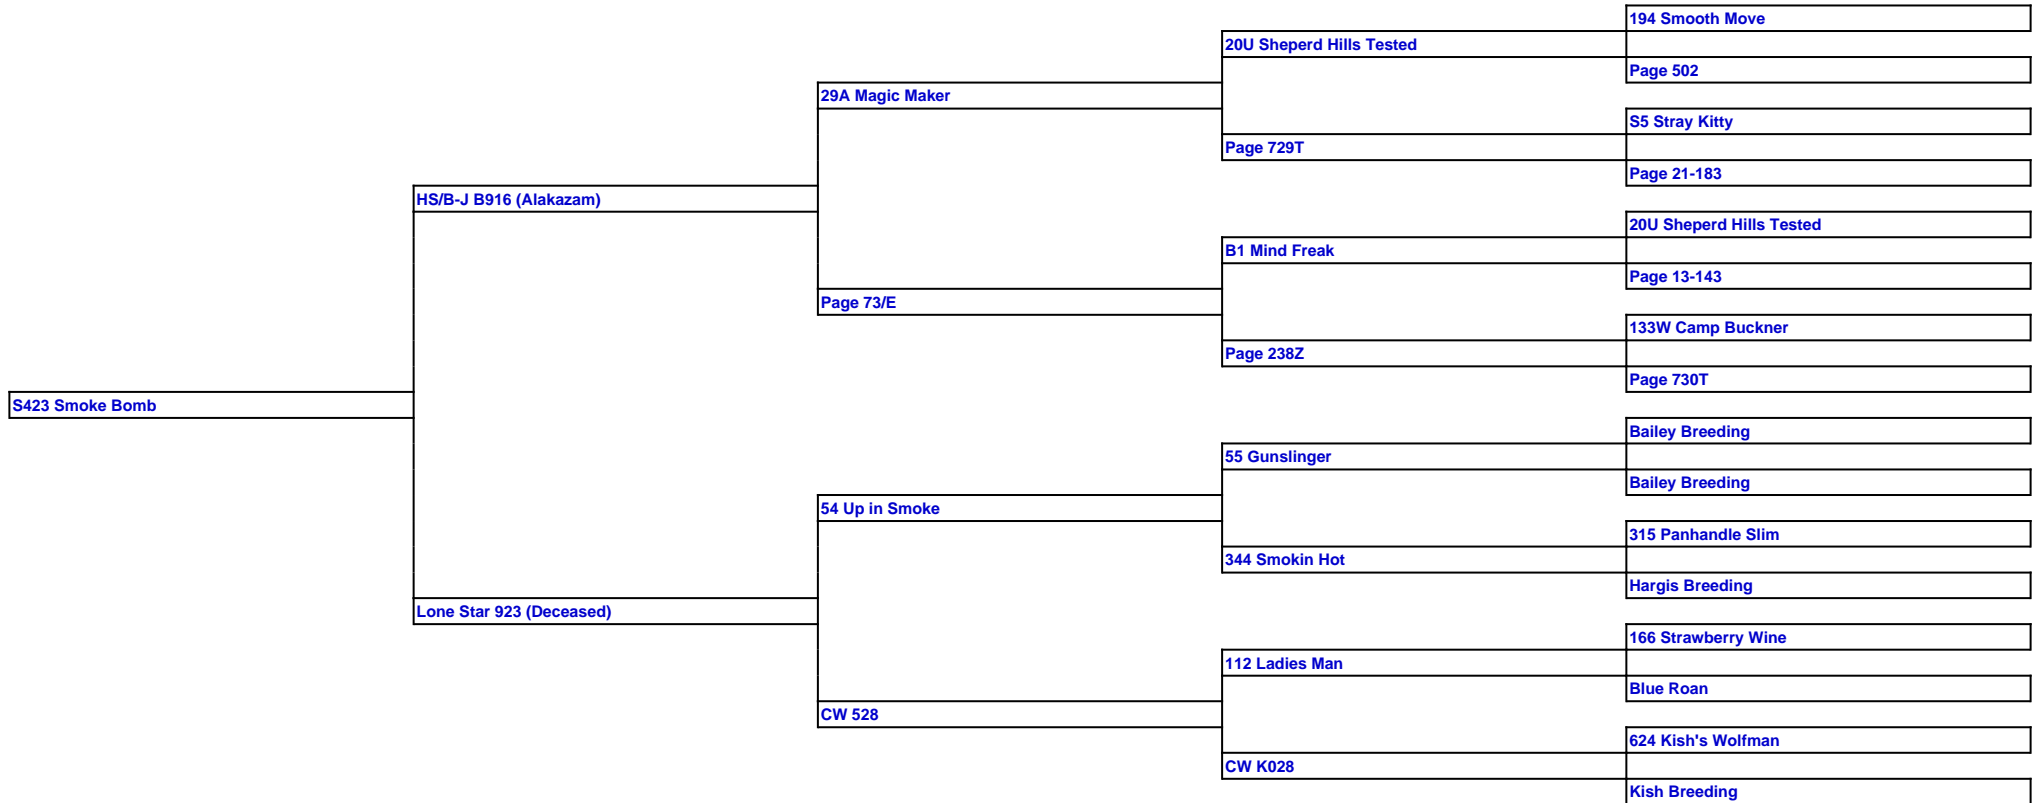 194 Smooth Move
20U Sheperd Hills Tested
Page 502
29A Magic Maker
S5 Stray Kitty
Page 729T
Page 21-183
HS/B-J B916 (Alakazam)
20U Sheperd Hills Tested
B1 Mind Freak
Page 13-143
Page 73/E
133W Camp Buckner
Page 238Z
Page 730T
S423 Smoke Bomb
Bailey Breeding
55 Gunslinger
Bailey Breeding
54 Up in Smoke
315 Panhandle Slim
344 Smokin Hot
Hargis Breeding
Lone Star 923 (Deceased)
166 Strawberry Wine
112 Ladies Man
Blue Roan
CW 528
624 Kish's Wolfman
CW K028
Kish Breeding